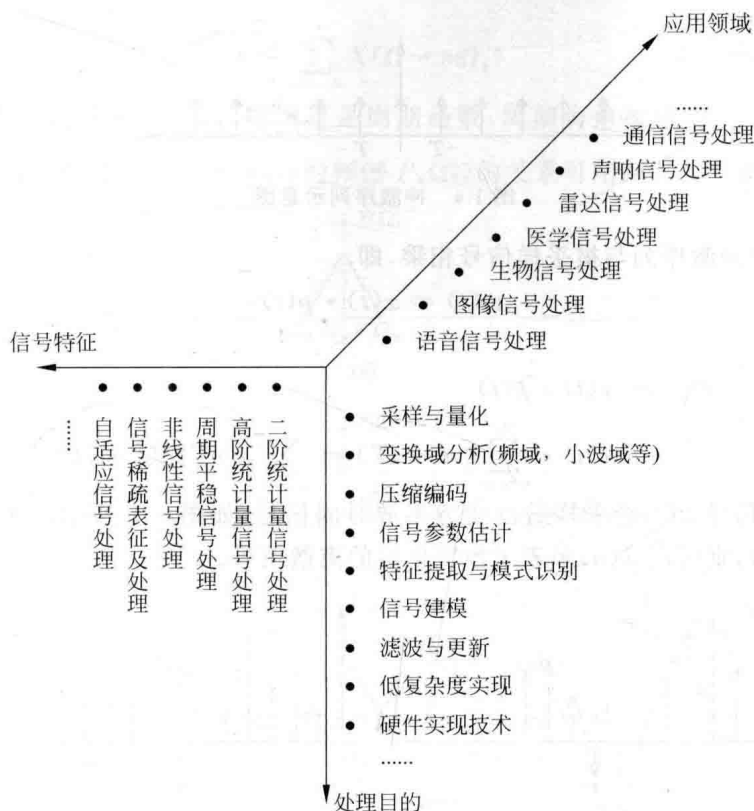 应用领域
……
通信信号处理
声呐信号处理
雷达信号处理
医学信号处理
生物信号处理
图像信号处理
语音信号处理
信号特征
二阶统计量信号处理
高阶统计量信号处理
周期平稳信号处理
非线性信号处理
信号稀疏表征及处理
自适应信号处理
……
采样与量化
变换域分析(频域，小波域等)
压缩编码
信号参数估计
特征提取与模式识别
信号建模
滤波与更新
低复杂度实现
硬件实现技术
……
处理目的